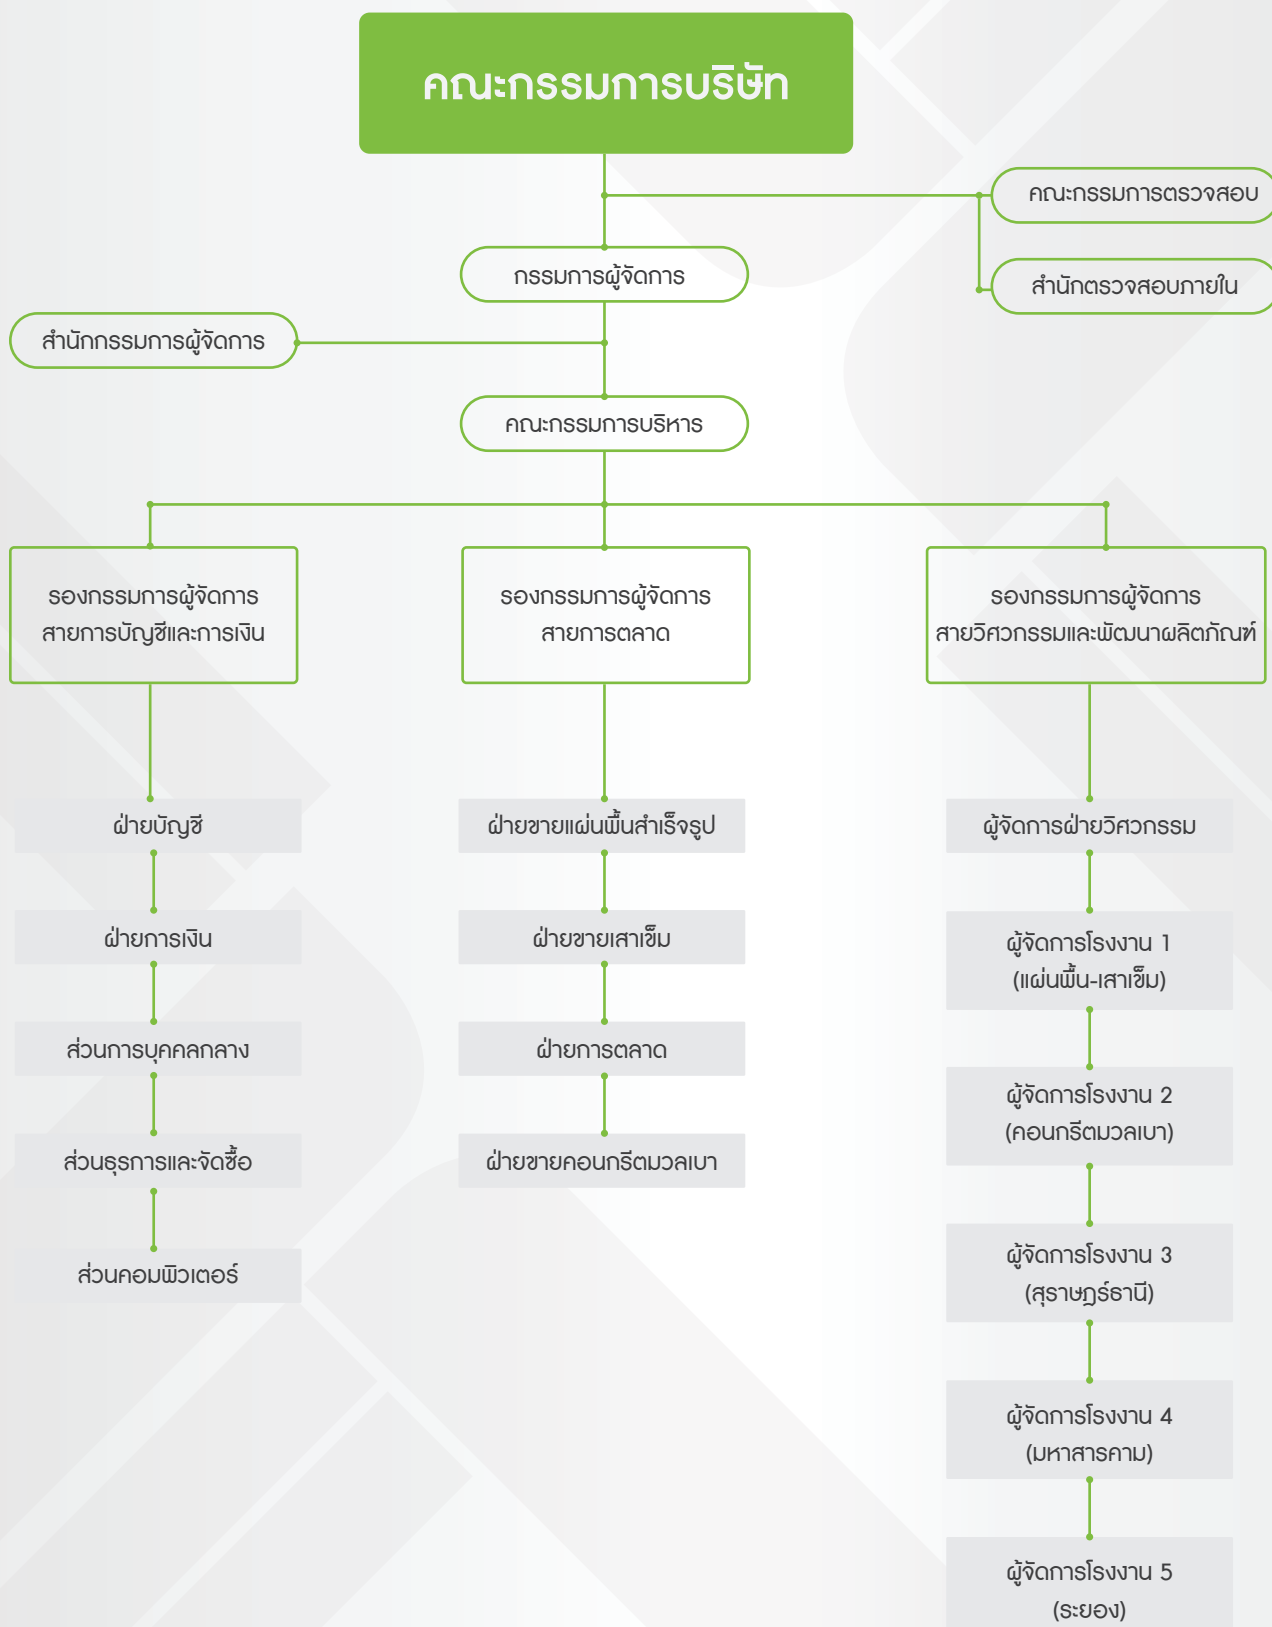 คณะกรรมการบริษัท
คณะกรรมการตรวจสอบ
กรรมการผู้จัดการ
สำนักตรวจสอบภายใน
สำนักกรรมการผู้จัดการ
คณะกรรมการบริหาร
รองกรรมการผู้จัดการ
สายการบัญชีและการเงิน
รองกรรมการผู้จัดการ
สายการตลาด
รองกรรมการผู้จัดการ
สายวิศวกรรมและพัฒนาผลิตภัณฑ์
ฝ่ายบัญชี
ฝ่ายการเงิน
ส่วนการบุคคลกลาง
ส่วนธุรการและจัดซื้อ
ส่วนคอมพิวเตอร์
ฝ่ายขายแผ่นพื้นสำเร็จรูป
ฝ่ายขายเสาเข็ม
ฝ่ายการตลาด
ฝ่ายขายคอนกรีตมวลเบา
ผู้จัดการฝ่ายวิศวกรรม
ผู้จัดการโรงงาน 1
(แผ่นพื้น-เสาเข็ม)
ผู้จัดการโรงงาน 2
(คอนกรีตมวลเบา)
ผู้จัดการโรงงาน 3
(สุราษฎร์ธานี)
ผู้จัดการโรงงาน 4
(มหาสารคาม)
ผู้จัดการโรงงาน 5
(ระยอง)